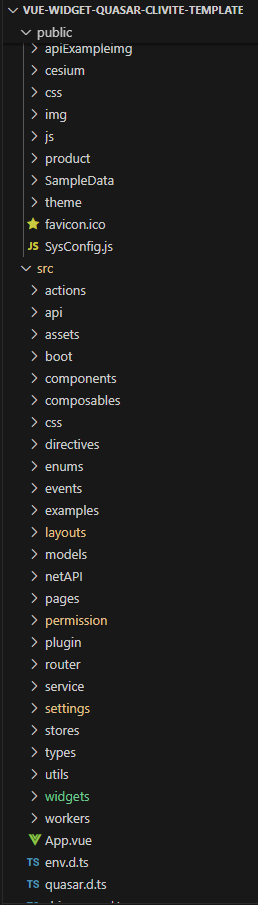 VUE-WIDGET-QUASAR-CLIVITE-TEMPLATE
public
apiExampleimg
cesium
css
img
js
product
SampleData
theme
favicon.ico
JS SysConfig.js
src
actions
api
assets
boot
components
composables
css
directives
enums
events
examples
layouts
models
netAPI
pages
permission
plugin
router
service
settings
stores
types
utils
widgets
workers
App.vue
TS env.d.ts
TS quasar.d.ts